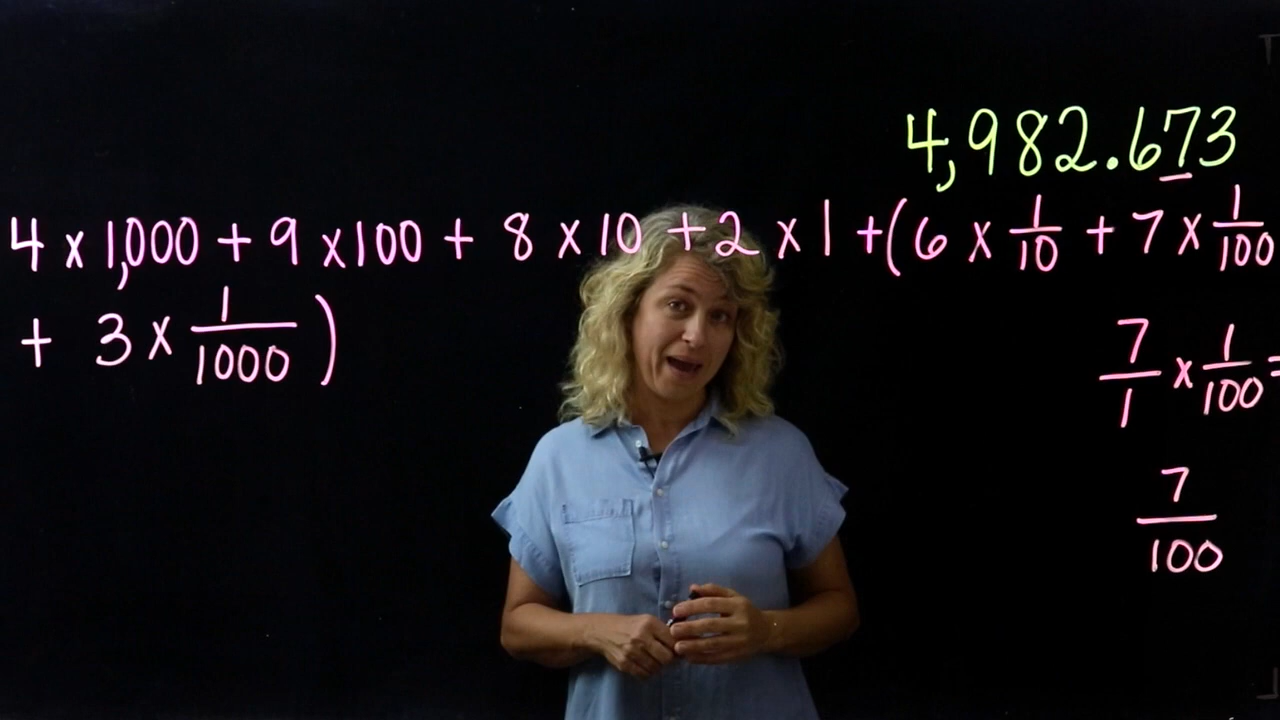 4,982.673
4 x 1,000 + 9 x 100 + 8 x 10 + 2 x 1 + (6 x 1/10 + 7 x 1/100
+ 3 x 1/1000)
7/1 x 1/100 =
7/100